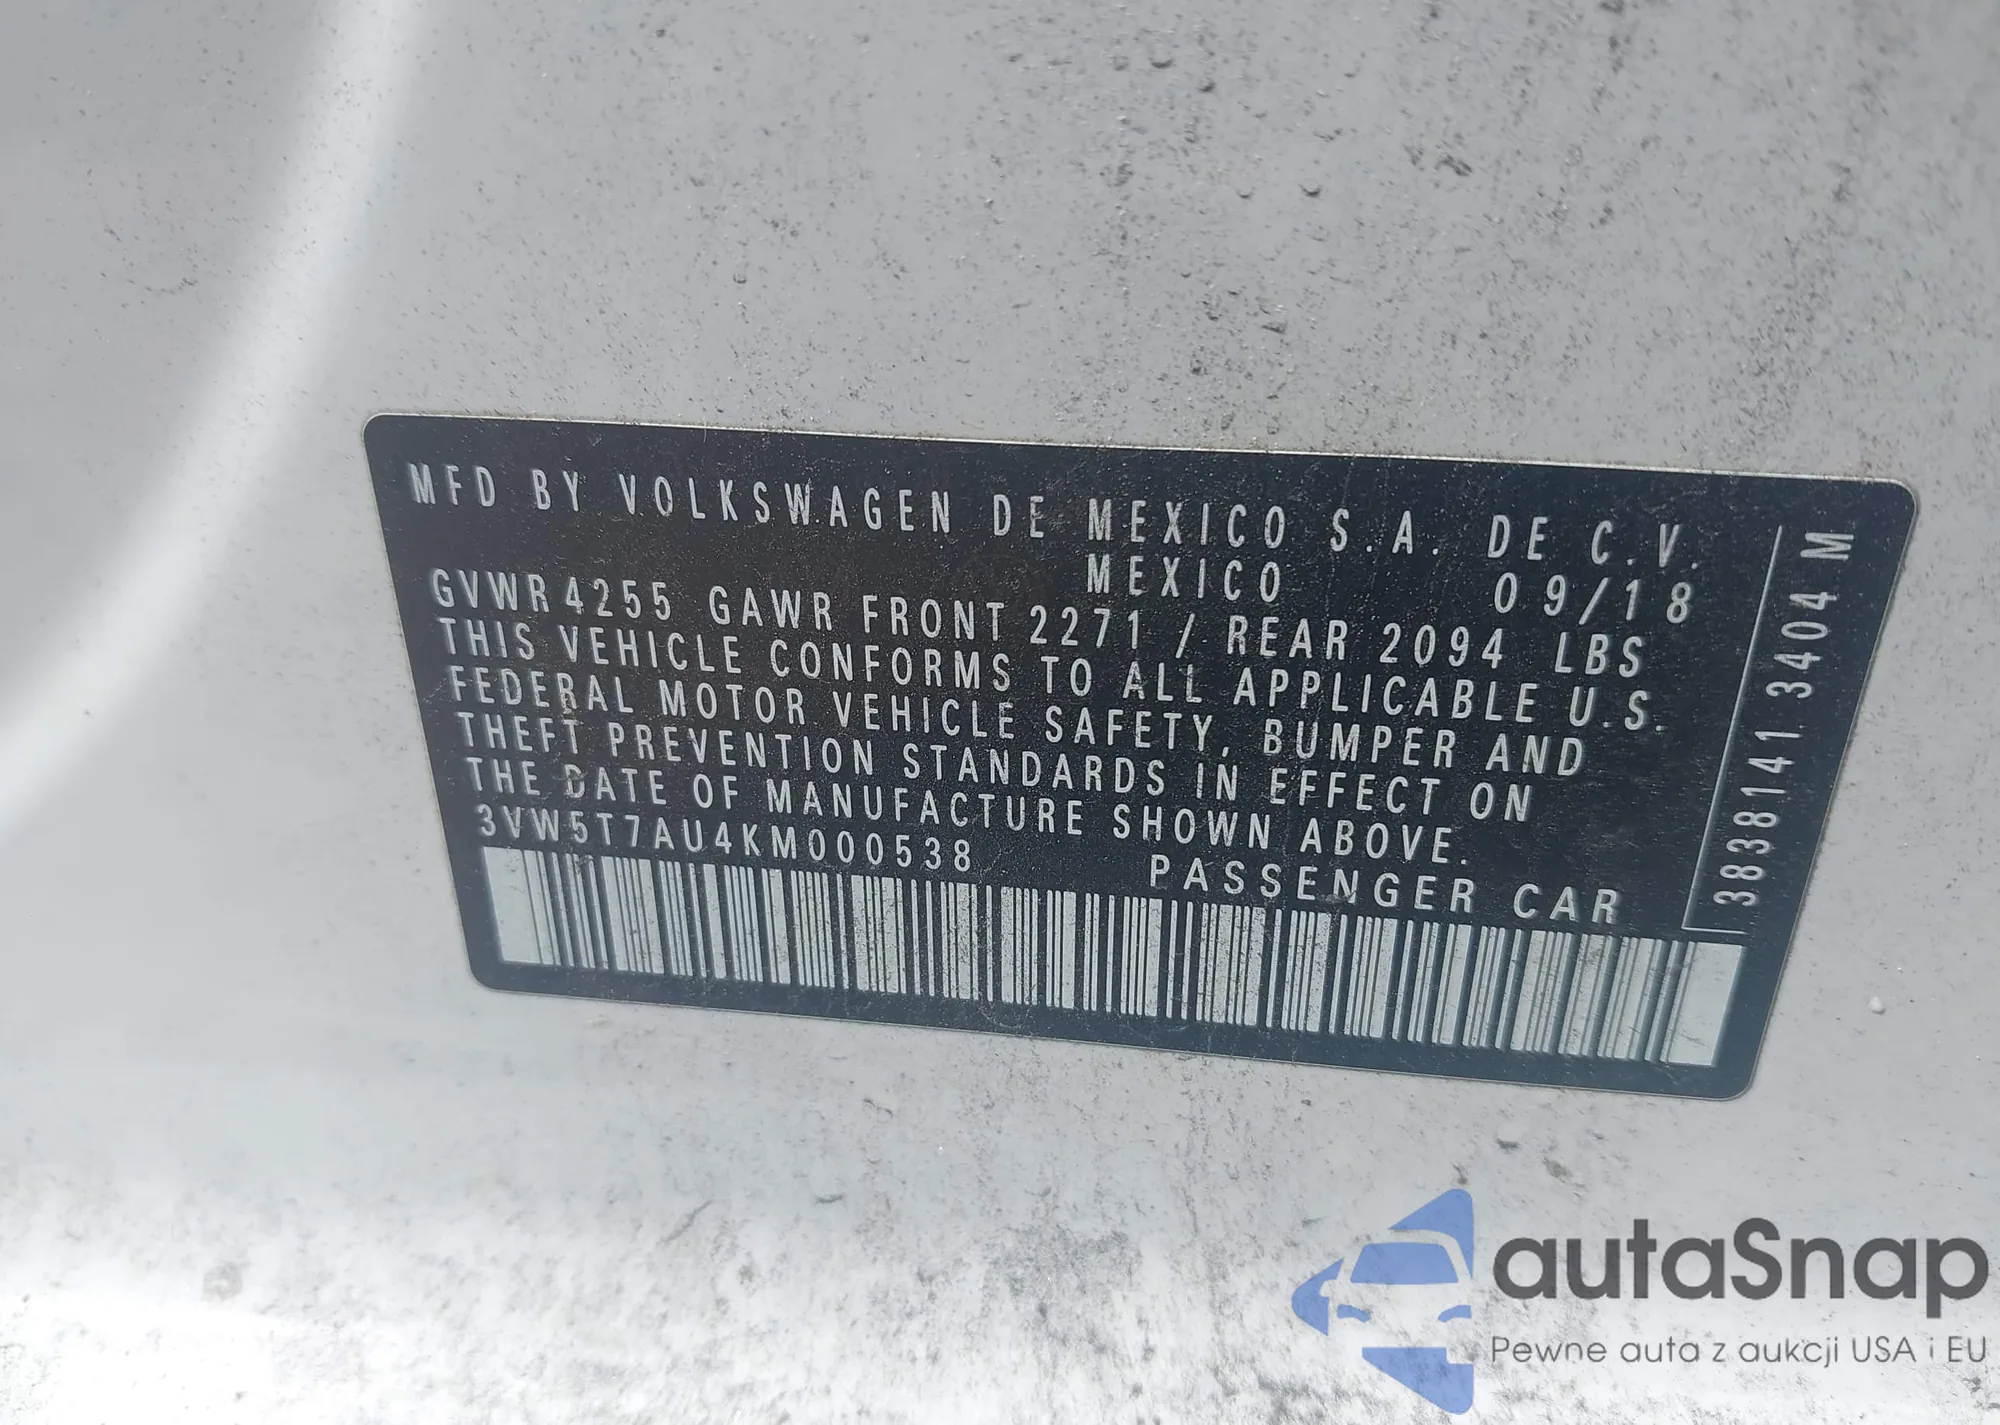 MFD BY VOLKSWAGEN DE MEXICO S.A. DE C.V.
MEXICO 09/18
GVWR 4255 GAWR FRONT 2271 / REAR 2094 LBS
THIS VEHICLE CONFORMS TO ALL APPLICABLE U.S.
FEDERAL MOTOR VEHICLE SAFETY, BUMPER AND
THEFT PREVENTION STANDARDS IN EFFECT ON
THE DATE OF MANUFACTURE SHOWN ABOVE.
3VW5T7AU4KM000538 PASSENGER CAR
3838141 3404 M
autaSnap
Pewne auta z aukcji USA i EU